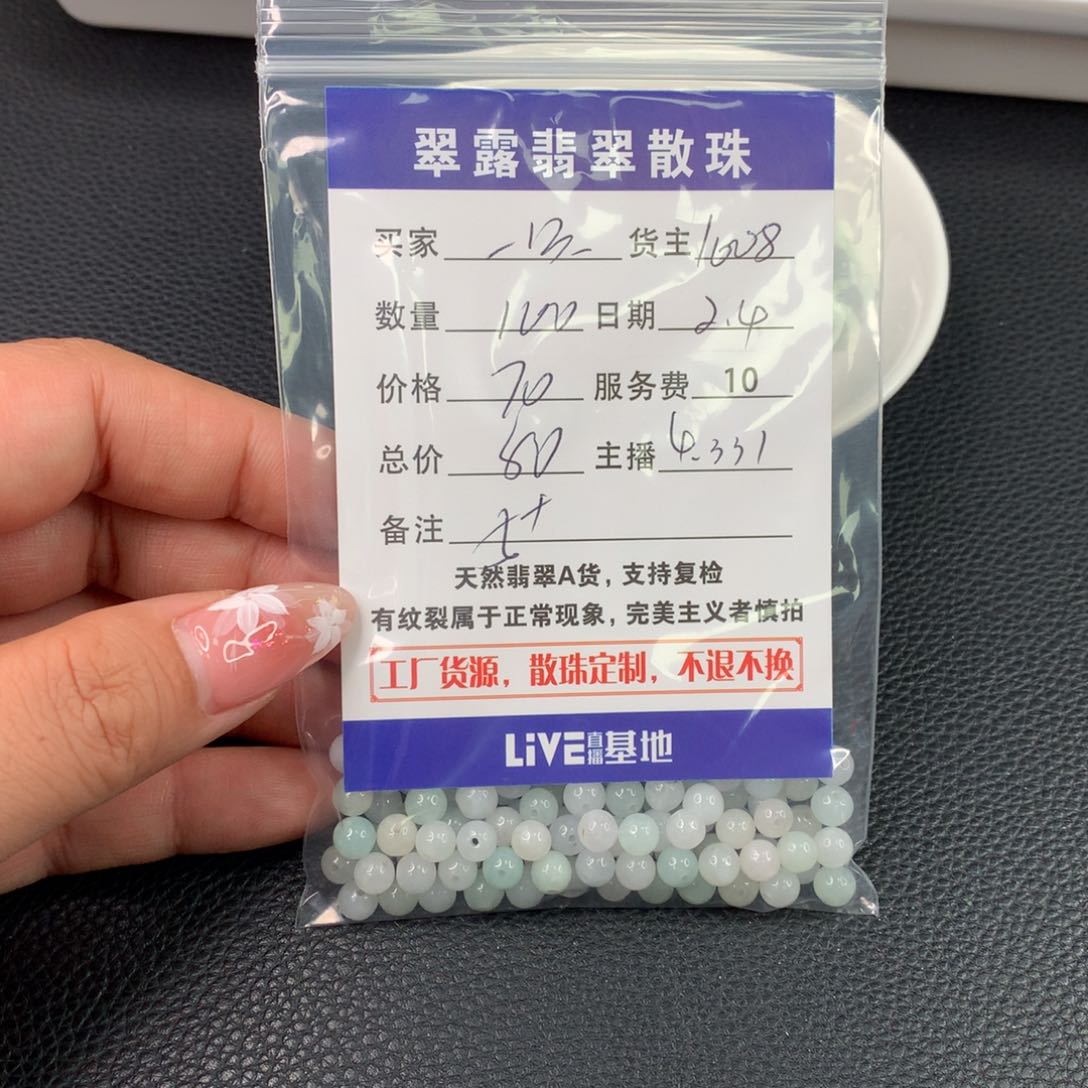 翠露翡翠散珠
买家 货主 1608
数量 100 日期 2.4
价格 70 服务费 10
总价 80 主播
备注 5+
天然翡翠A货，支持复检
有纹裂属于正常现象，完美主义者慎拍
工厂货源，散珠定制，不退不换
LiVE直播基地